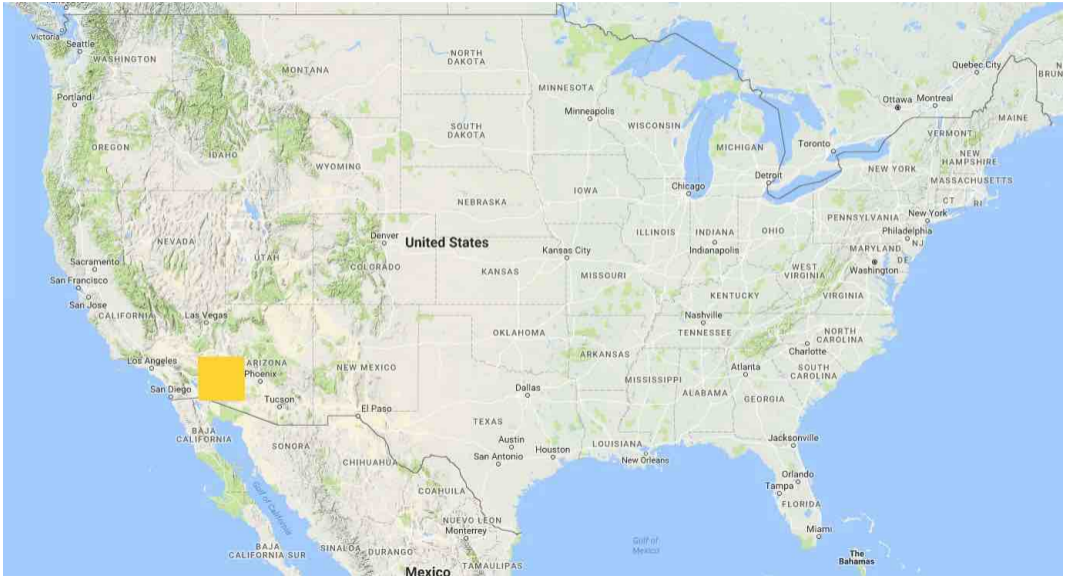 Victoria
Seattle
WASHINGTON
MONTANA
NORTH
DAKOTA
MINNESOTA
Quebec City
Portland
Minneapolis
Ottawa
Montreal
MAINE
OREGON
IDAHO
SOUTH
DAKOTA
WISCONSIN
MICHIGAN
Toronto
VERMONT
NEW
HAMPSHIRE
WYOMING
Detroit
NEW YORK
MASSACHUSETTS
Chicago
IOWA
NEBRASKA
CT
RI
PENNSYLVANIA
New York
NEVADA
Denver
United States
ILLINOIS
INDIANA
OHIO
Philadelphia
NJ
UTAH
Kansas City
Indianapolis
MARYLAND
DE
Sacramento
COLORADO
KANSAS
MISSOURI
WEST
VIRGINIA
Washington
San Francisco
KENTUCKY
VIRGINIA
San Jose
CALIFORNIA
Las Vegas
Nashville
TENNESSEE
OKLAHOMA
NORTH
CAROLINA
Charlotte
Los Angeles
ARIZONA
Phoenix
NEW MEXICO
ARKANSAS
Atlanta
SOUTH
CAROLINA
San Diego
Tucson
Dallas
MISSISSIPPI
ALABAMA
GEORGIA
El Paso
TEXAS
BAJA
CALIFORNIA
SONORA
Austin
San Antonio
Houston
LOUISIANA
New Orleans
Jacksonville
CHIHUAHUA
Orlando
Tampa
FLORIDA
COAHUILA
Gulf of California
NUEVO LEON
Monterrey
Miami
Gulf of
Mexico
BAJA
CALIFORNIA SUR
SINALOA
DURANGO
TAMAULIPAS
Mexico
The
Bahamas